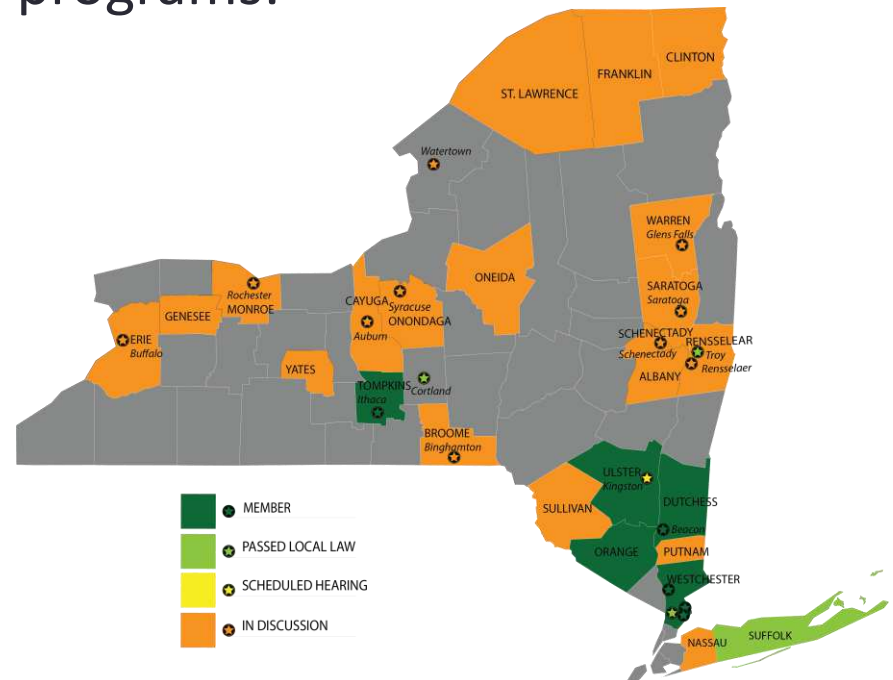 programs.
CLINTON
FRANKLIN
ST. LAWRENCE
Watertown
WARREN
Glens Falls
ONEIDA
SARATOGA
Saratoga
Rochester
MONROE
CAYUGA
Syracuse
ONONDAGA
GENESEE
Auburn
SCHENECTADY
RENSSELEAR
Schenectady
Troy
Rensselaer
ERIE
Buffalo
ALBANY
YATES
TOMPKINS
Cortland
Ithaca
BROOME
Binghamton
ULSTER
Kingston
DUTCHESS
SULLIVAN
Beacon
ORANGE
PUTNAM
WESTCHESTER
NASSAU
SUFFOLK
MEMBER
PASSED LOCAL LAW
SCHEDULED HEARING
IN DISCUSSION